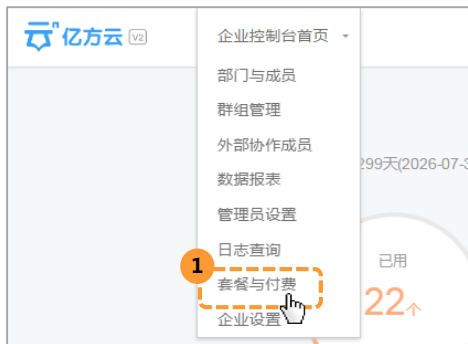 亿方云 V2
企业控制台首页
部门与成员
群组管理
外部协作成员
数据报表
299天(2026-07-3
管理员设置
日志查询
已用
1
套餐与付费
22个
企业设置